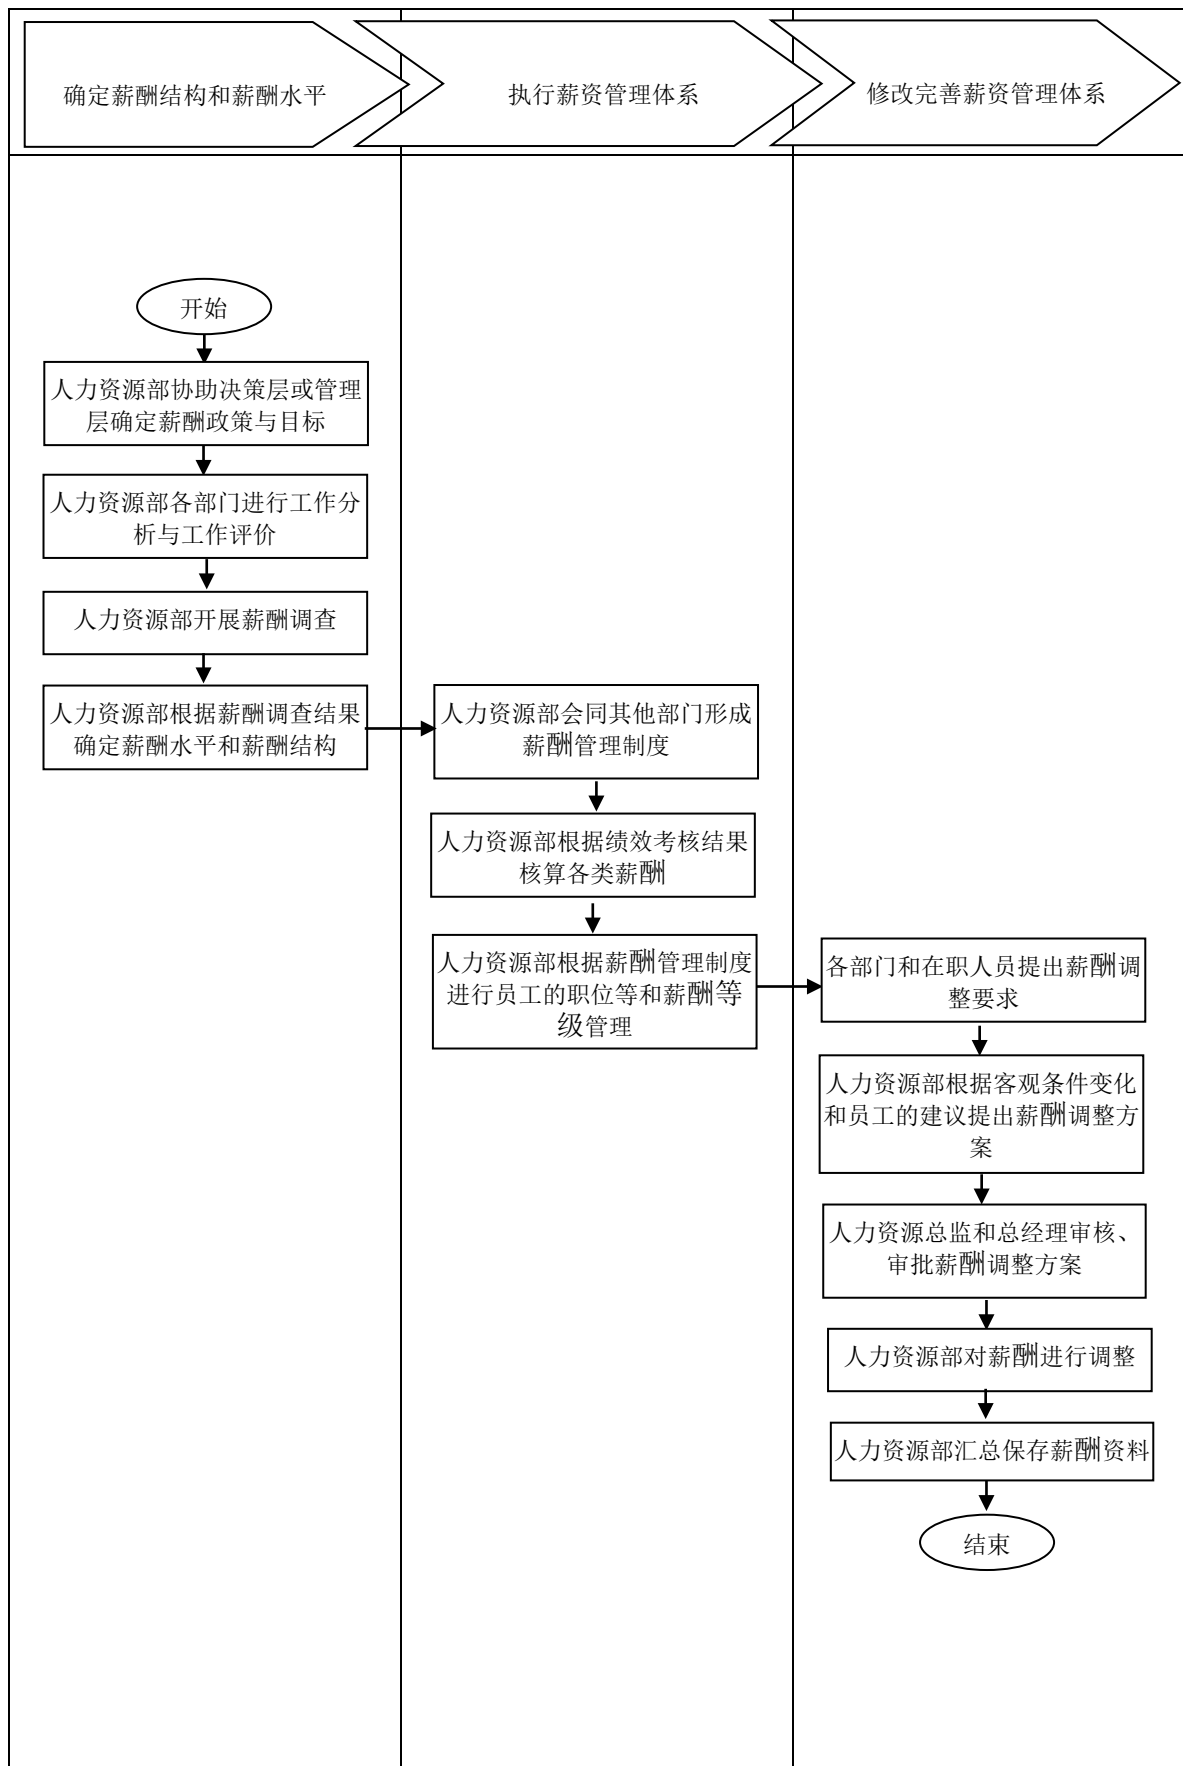 确定薪酬结构和薪酬水平
执行薪资管理体系
修改完善薪资管理体系
开始
人力资源部协助决策层或管理
层确定薪酬政策与目标
人力资源部各部门进行工作分
析与工作评价
人力资源部开展薪酬调查
人力资源部根据薪酬调查结果
确定薪酬水平和薪酬结构
人力资源部会同其他部门形成
薪酬管理制度
人力资源部根据绩效考核结果
核算各类薪酬
人力资源部根据薪酬管理制度
进行员工的职位等和薪酬等
级管理
各部门和在职人员提出薪酬调
整要求
人力资源部根据客观条件变化
和员工的建议提出薪酬调整方
案
人力资源总监和总经理审核、
审批薪酬调整方案
人力资源部对薪酬进行调整
人力资源部汇总保存薪酬资料
结束